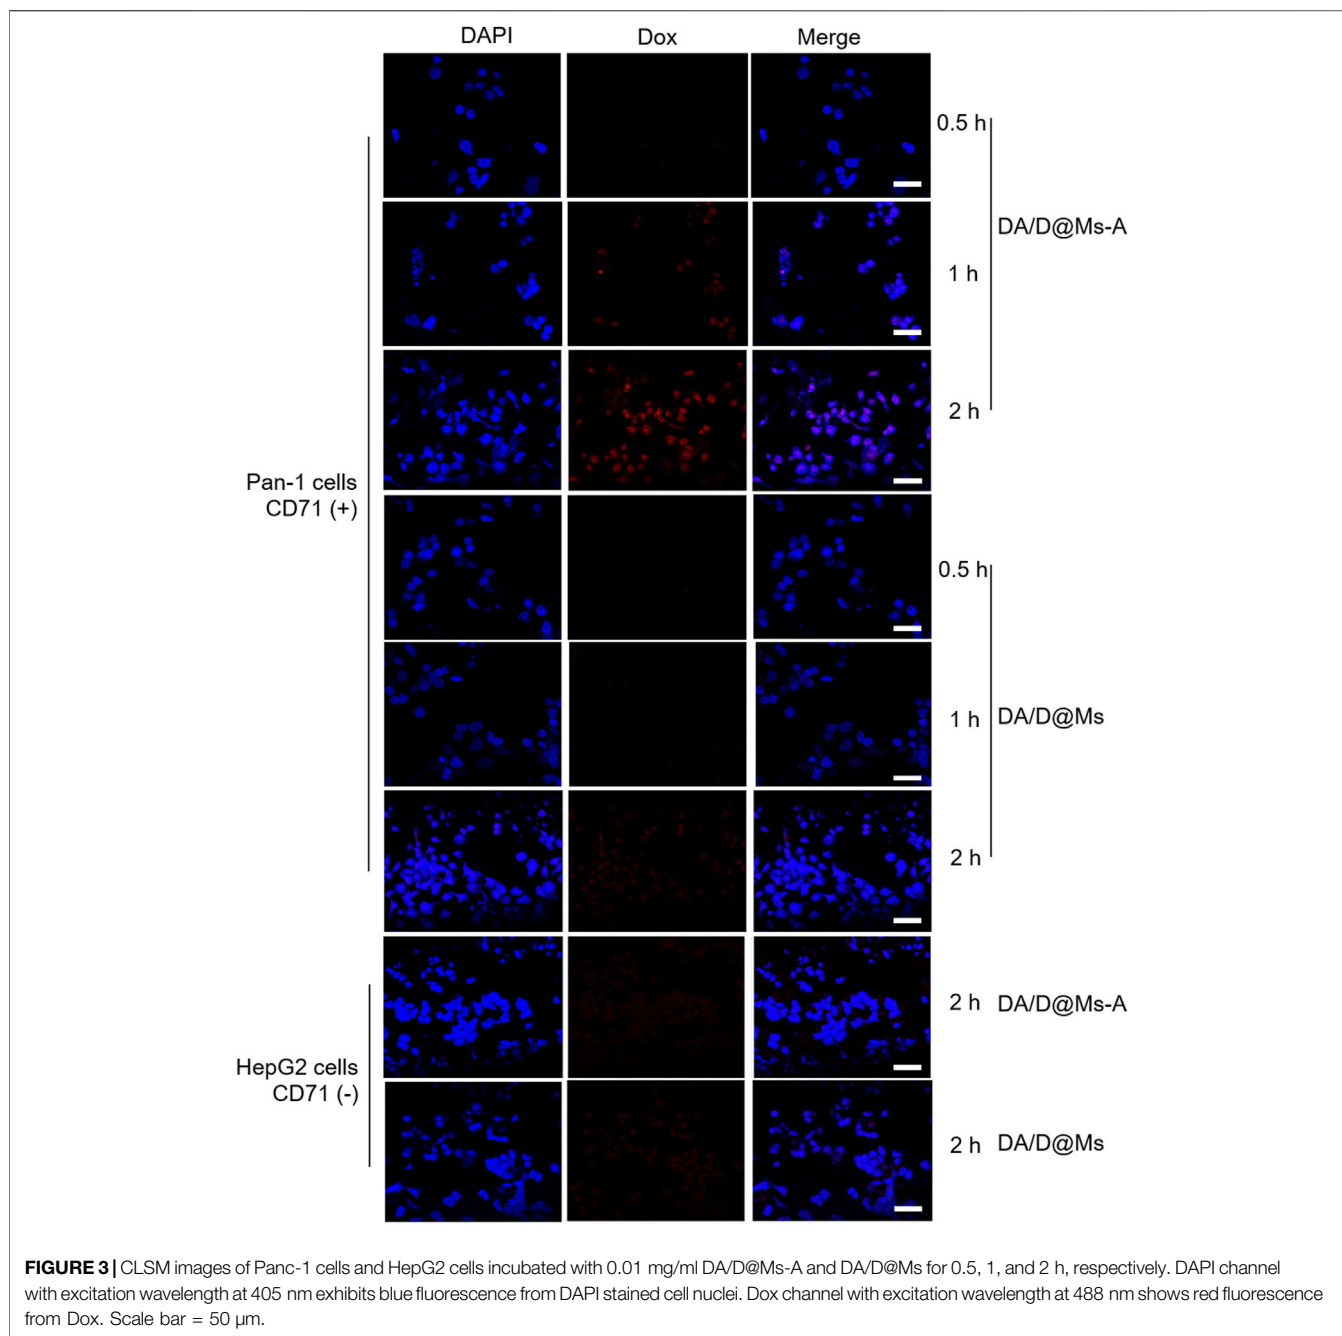 DAPI Dox Merge
0.5 h
DA/D@Ms-A
1 h
2 h
Pan-1 cells
CD71 (+)
0.5 h
1 h DA/D@Ms
2 h
2 h DA/D@Ms-A
HepG2 cells
CD71 (-)
2 h DA/D@Ms
FIGURE 3 | CLSM images of Panc-1 cells and HepG2 cells incubated with 0.01 mg/ml DA/D@Ms-A and DA/D@Ms for 0.5, 1, and 2 h, respectively. DAPI channel
with excitation wavelength at 405 nm exhibits blue fluorescence from DAPI stained cell nuclei. Dox channel with excitation wavelength at 488 nm shows red fluorescence
from Dox. Scale bar = 50 μm.